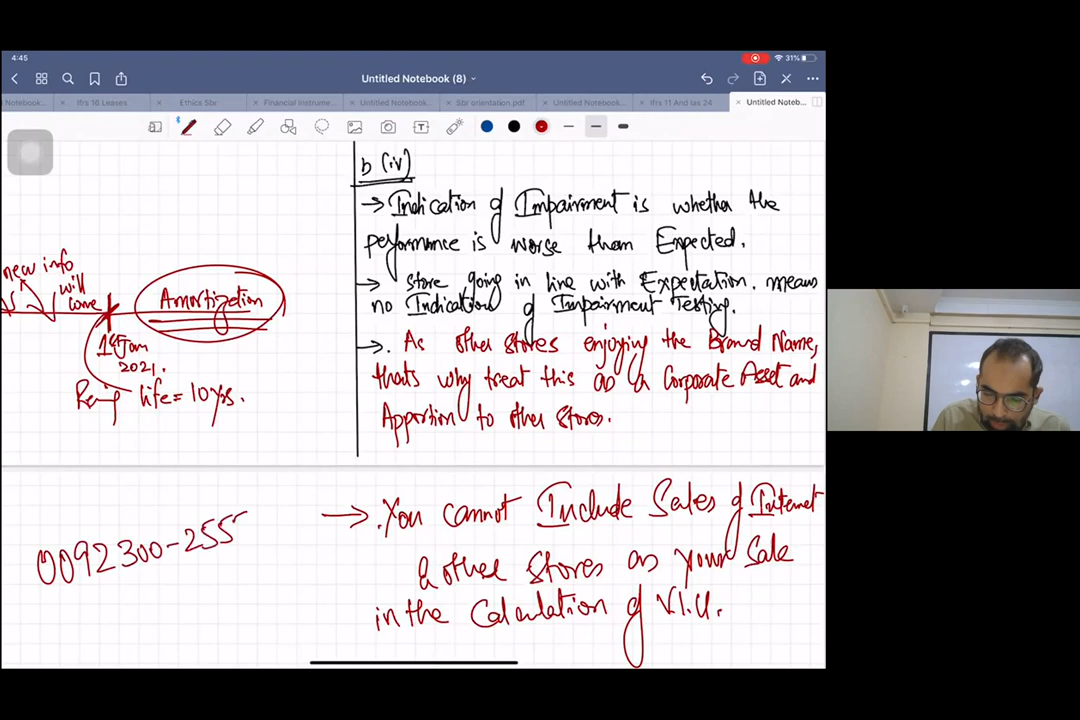 4:45
31%
Untitled Notebook (8)
Notebook...
Ifrs 16 Leases
Ethics Sbr
Financial Instrume...
Untitled Notebook...
Sbr orientation.pdf
Untitled Notebook...
Ifrs 11 And Ias 24
Untitled Noteb...
b (iv)
→ Indication of Impairment is whether the
performance is worse than Expected.
→ store going in line with Expectation. means
no Indication of Impairment Testing.
→. As other stores enjoying the Brand Name,
thats why treat this as a Corporate Asset and
Apportion to other stores.
→ .You cannot Include Sales of Internet
& other stores as your Sale
in the Calculation of V.I.U.
new info
will
come
Amortization
1st Jan
2021.
Reing life = 10 yrs.
0092300-255